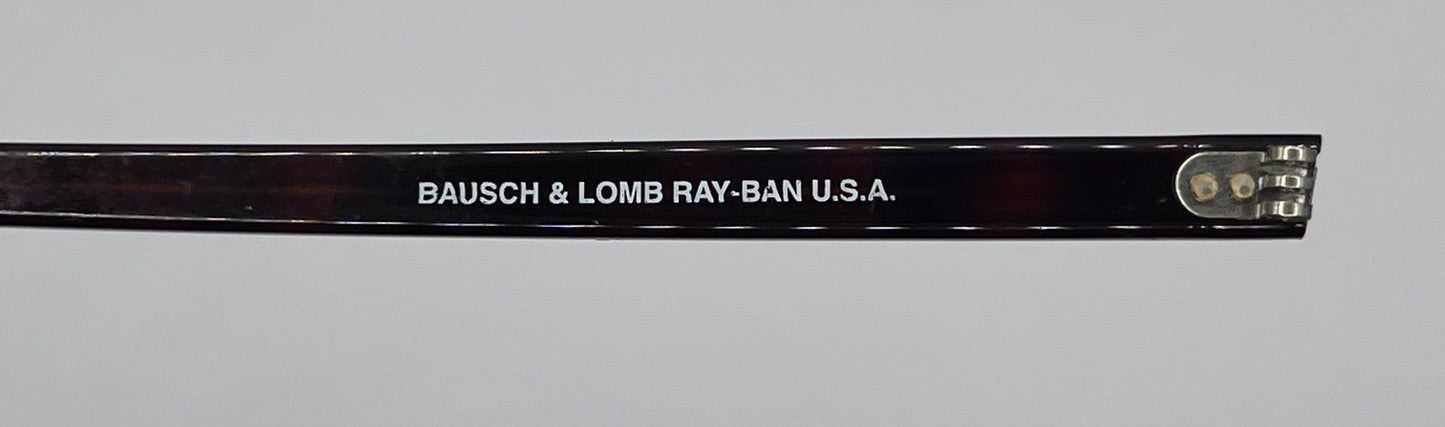 BAUSCH & LOMB RAY-BAN U.S.A.